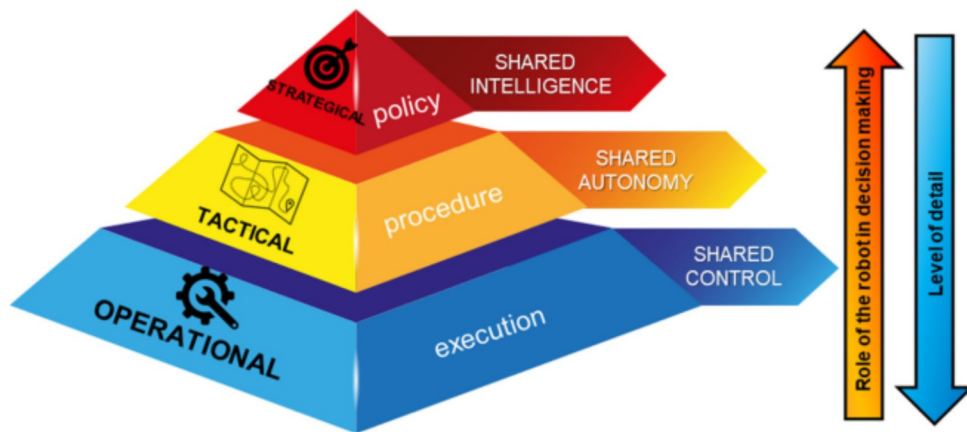 STRATEGICAL
policy
SHARED
INTELLIGENCE
TACTICAL
procedure
SHARED
AUTONOMY
OPERATIONAL
execution
SHARED
CONTROL
Role of the robot in decision making
Level of detail